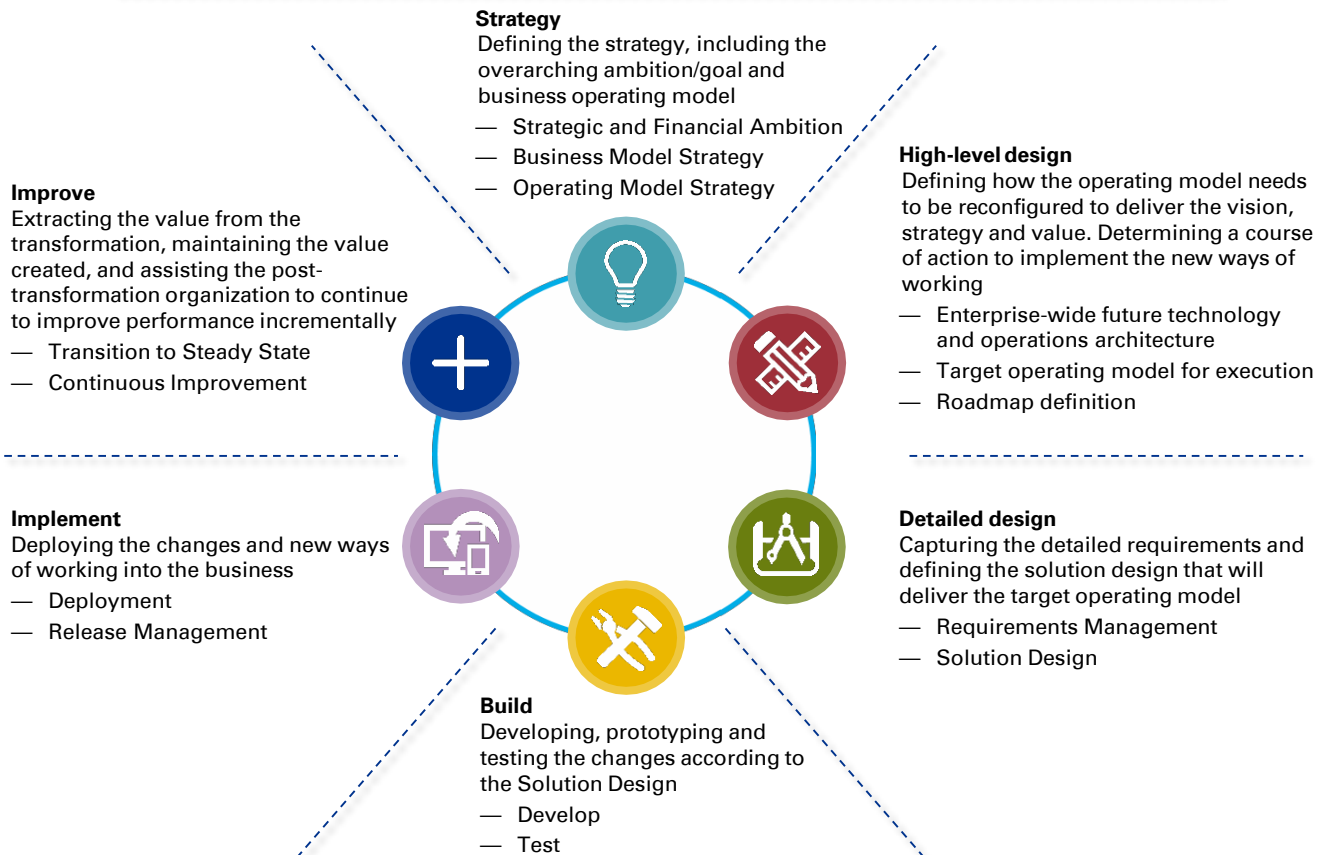 Strategy
Defining the strategy, including the
overarching ambition/goal and
business operating model
— Strategic and Financial Ambition
— Business Model Strategy
— Operating Model Strategy
High-level design
Defining how the operating model needs
to be reconfigured to deliver the vision,
strategy and value. Determining a course
of action to implement the new ways of
working
— Enterprise-wide future technology
and operations architecture
— Target operating model for execution
— Roadmap definition
Detailed design
Capturing the detailed requirements and
defining the solution design that will
deliver the target operating model
— Requirements Management
— Solution Design
Build
Developing, prototyping and
testing the changes according to
the Solution Design
— Develop
— Test
Implement
Deploying the changes and new ways
of working into the business
— Deployment
— Release Management
Improve
Extracting the value from the
transformation, maintaining the value
created, and assisting the post-
transformation organization to continue
to improve performance incrementally
— Transition to Steady State
— Continuous Improvement